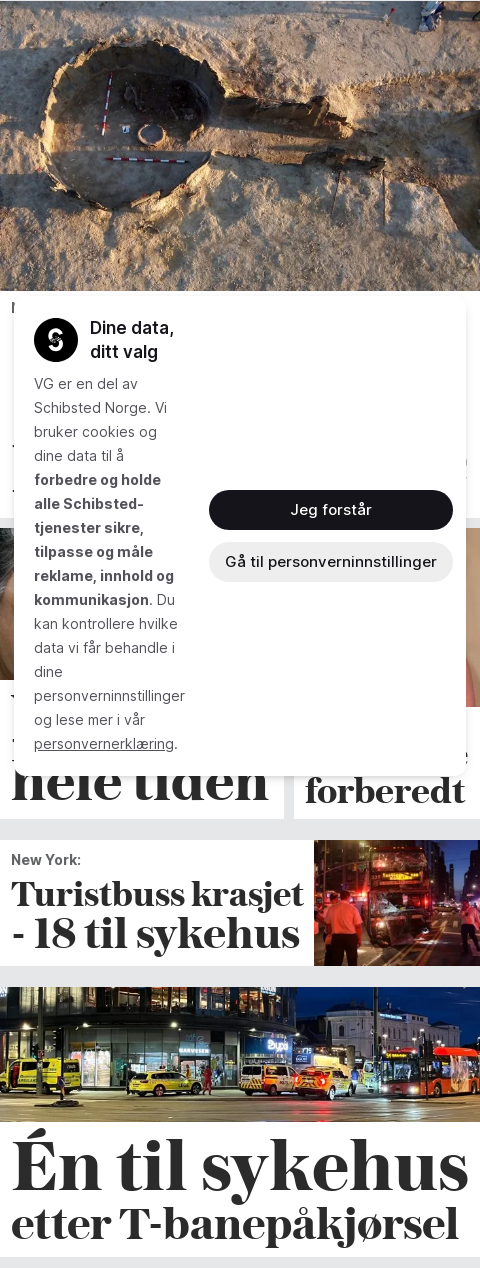 Dine data,
ditt valg
VG er en del av
Schibsted Norge. Vi
bruker cookies og
dine data til å
forbedre og holde
alle Schibsted-
tjenester sikre,
tilpasse og måle
reklame, innhold og
kommunikasjon. Du
kan kontrollere hvilke
data vi får behandle i
dine
personverninnstillinger
og lese mer i vår
personvernerklæring.
Jeg forstår
Gå til personverninnstillinger
hele tiden
forberedt
New York:
Turistbuss krasjet
- 18 til sykehus
NARVESEN
Én til sykehus
etter T-banepåkjørsel